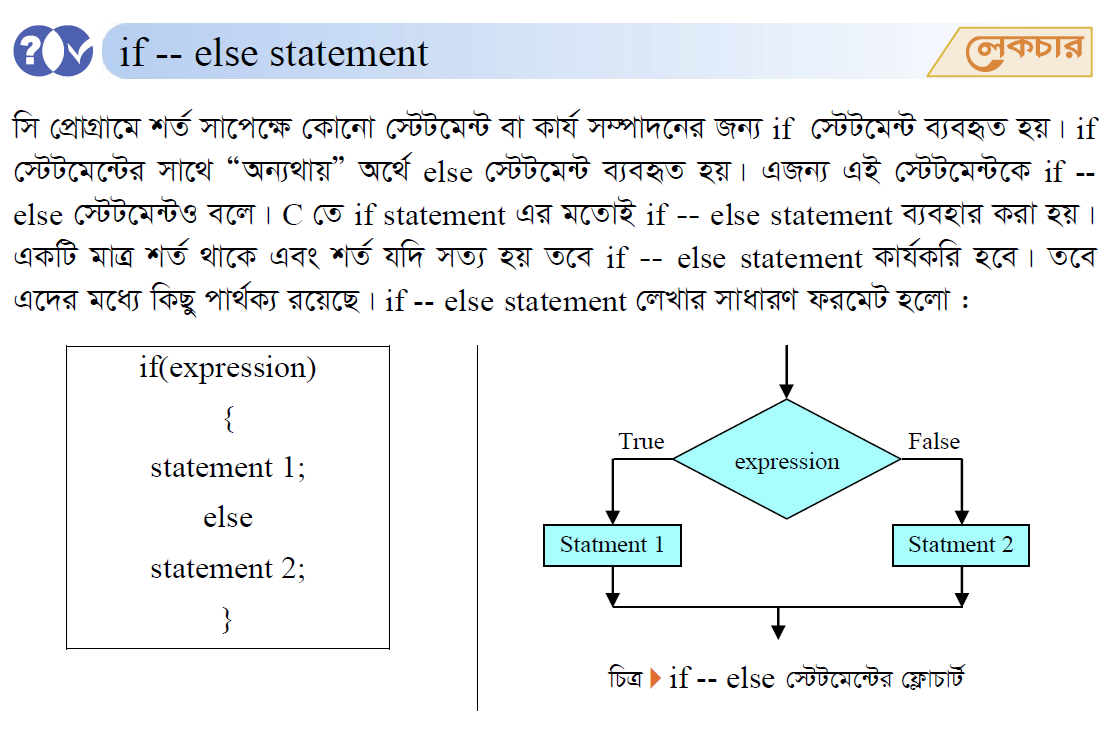 if -- else statement
লেকচার
সি প্রোগ্রামে শর্ত সাপেক্ষে কোনো স্টেটমেন্ট বা কার্য সম্পাদনের জন্য if স্টেটমেন্ট ব্যবহৃত হয়। if
স্টেটমেন্টের সাথে “অন্যথায়” অর্থে else স্টেটমেন্ট ব্যবহৃত হয়। এজন্য এই স্টেটমেন্টকে if --
else স্টেটমেন্টও বলে। C তে if statement এর মতোই if -- else statement ব্যবহার করা হয়।
একটি মাত্র শর্ত থাকে এবং শর্ত যদি সত্য হয় তবে if -- else statement কার্যকরি হবে। তবে
এদের মধ্যে কিছু পার্থক্য রয়েছে। if -- else statement লেখার সাধারণ ফরমেট হলো :
if(expression)
{
statement 1;
else
statement 2;
}
True
False
expression
Statment 1
Statment 2
চিত্র if -- else স্টেটমেন্টের ফ্লোচার্ট